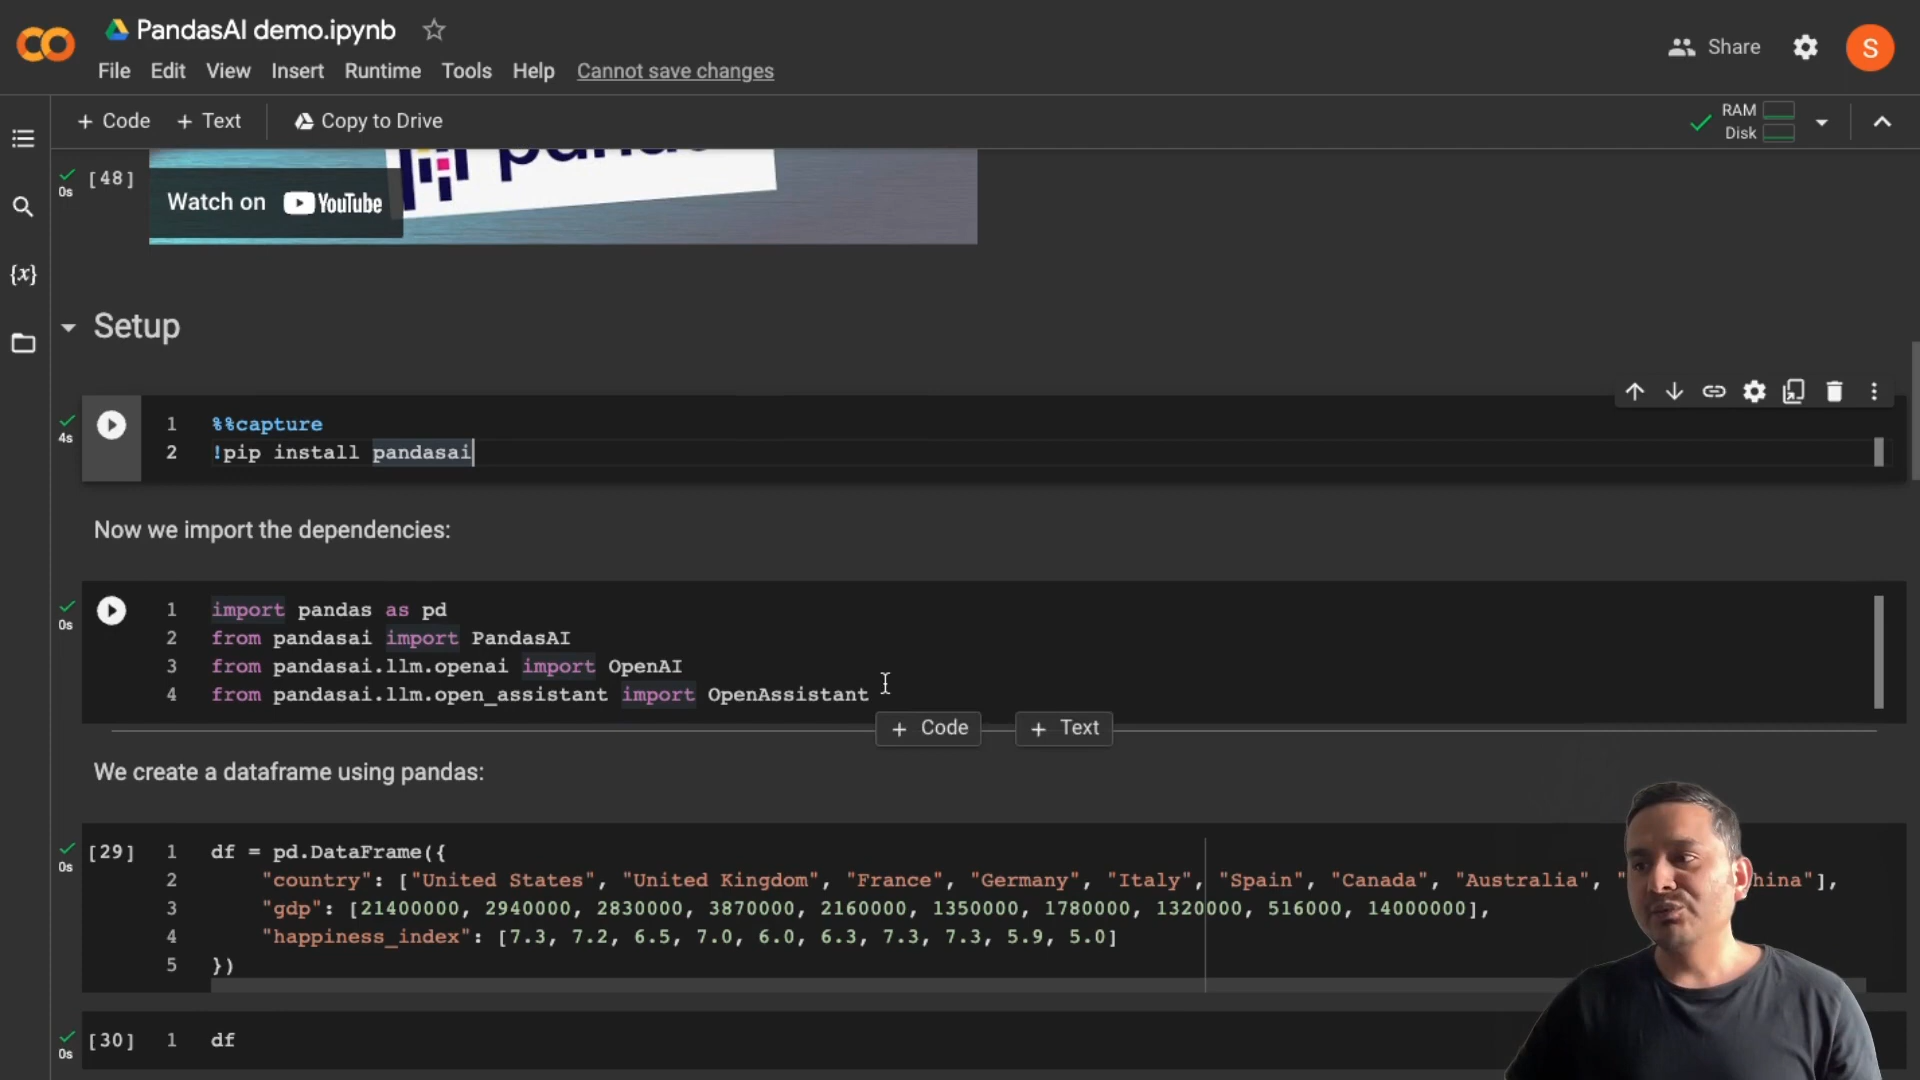 PandasAI demo.ipynb
File Edit View Insert Runtime Tools Help Cannot save changes
Share
S
+ Code + Text Copy to Drive
RAM
Disk
[48]
0s
Watch on YouTube
Setup
4s
1 %%capture
2 !pip install pandasai
Now we import the dependencies:
0s
1 import pandas as pd
2 from pandasai import PandasAI
3 from pandasai.llm.openai import OpenAI
4 from pandasai.llm.open_assistant import OpenAssistant
+ Code + Text
We create a dataframe using pandas:
0s
[29] 1 df = pd.DataFrame({
2 "country": ["United States", "United Kingdom", "France", "Germany", "Italy", "Spain", "Canada", "Australia", " hina"],
3 "gdp": [21400000, 2940000, 2830000, 3870000, 2160000, 1350000, 1780000, 1320000, 516000, 14000000],
4 "happiness_index": [7.3, 7.2, 6.5, 7.0, 6.0, 6.3, 7.3, 7.3, 5.9, 5.0]
5 })
[30] 1 df
0s